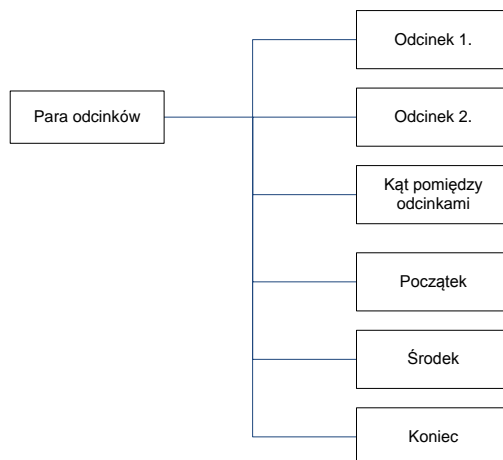 Odcinek 1.
Para odcinków
Odcinek 2.
Kąt pomiędzy
odcinkami
Początek
Środek
Koniec